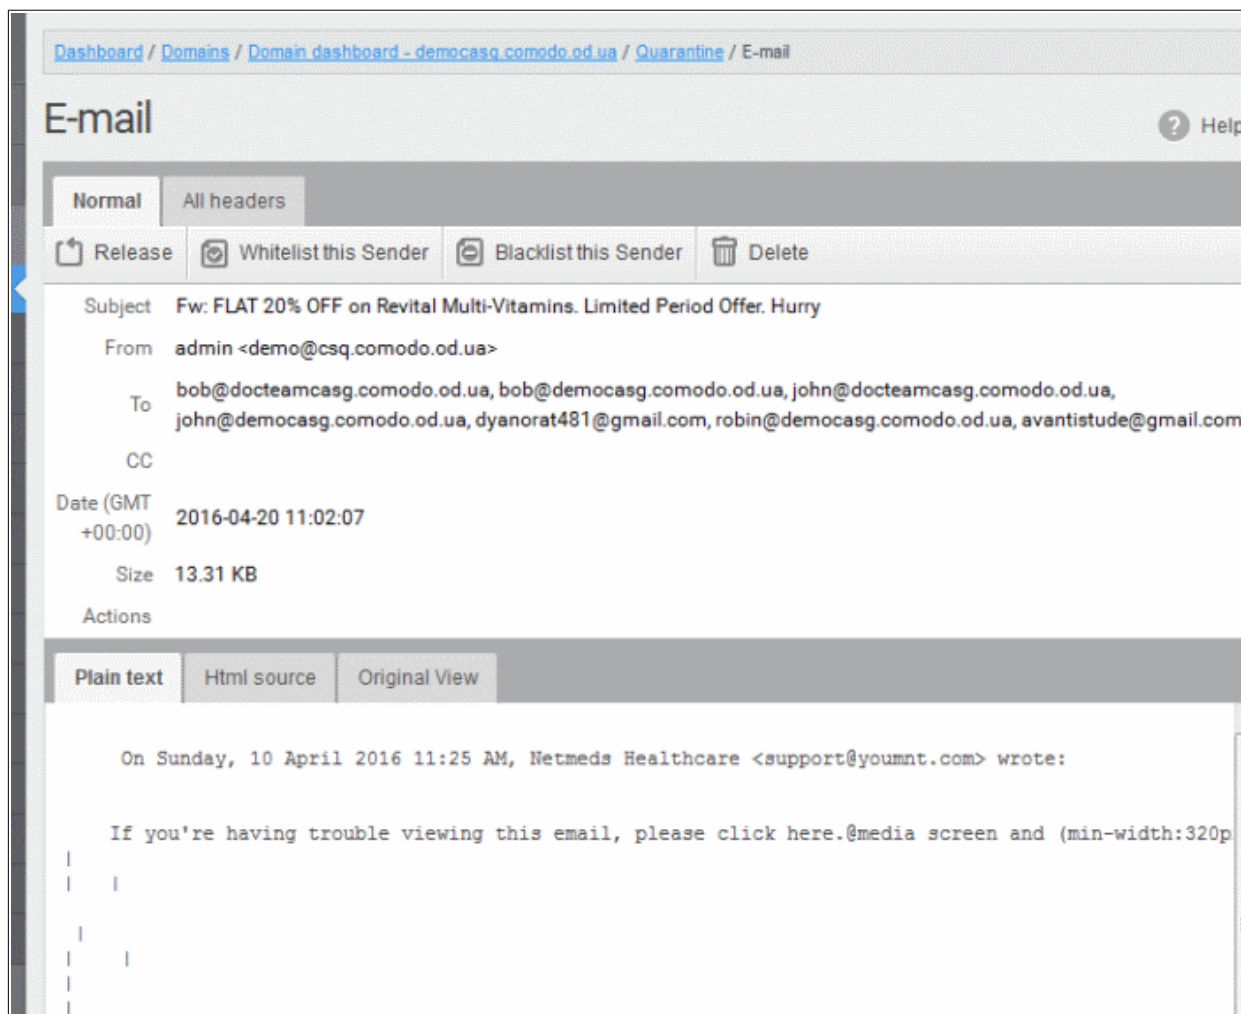 Dashboard / Domains / Domain dashboard - democasg.comodo.od.ua / Quarantine / E-mail
E-mail
? Help
Normal All headers
Release Whitelist this Sender Blacklist this Sender Delete
Subject Fw: FLAT 20% OFF on Revital Multi-Vitamins. Limited Period Offer. Hurry
From admin <demo@csq.comodo.od.ua>
To bob@docteamcasg.comodo.od.ua, bob@democasg.comodo.od.ua, john@docteamcasg.comodo.od.ua,
john@democasg.comodo.od.ua, dyanorat481@gmail.com, robin@democasg.comodo.od.ua, avantistude@gmail.com
CC
Date (GMT
+00:00) 2016-04-20 11:02:07
Size 13.31 KB
Actions
Plain text Html source Original View
On Sunday, 10 April 2016 11:25 AM, Netmeds Healthcare <support@youmnt.com> wrote:
If you're having trouble viewing this email, please click here.@media screen and (min-width:320p
|
| |
|
| |
|
|